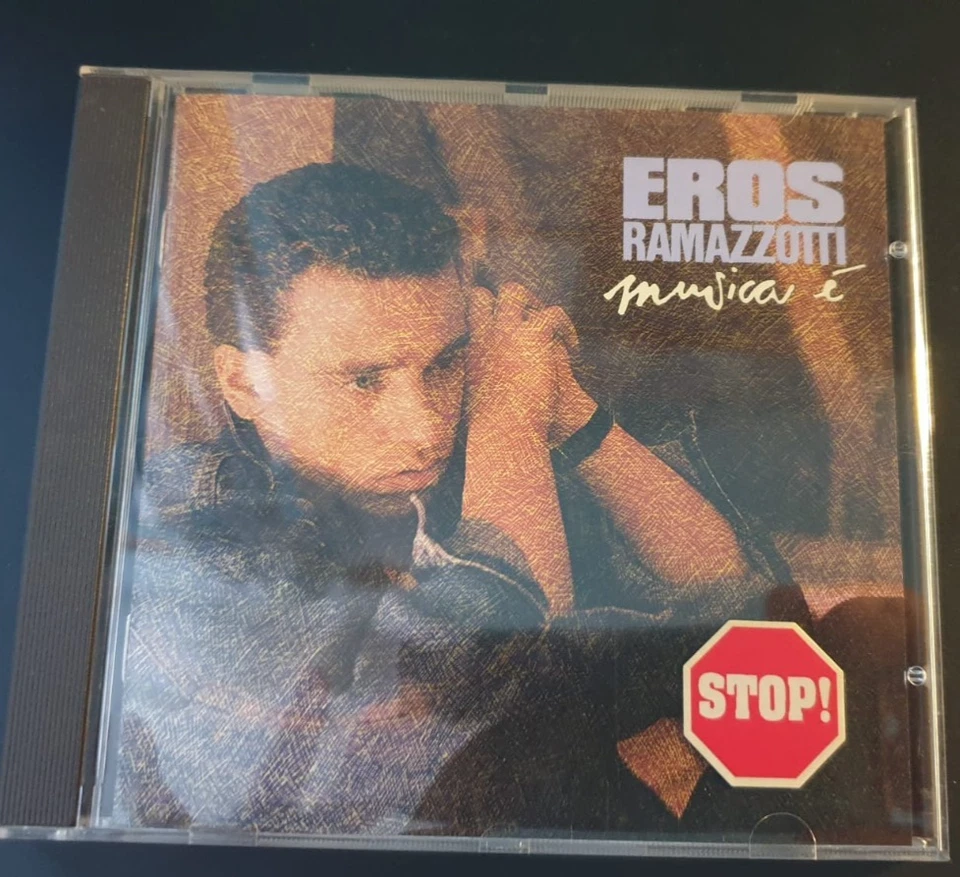 EROS
RAMAZZOTTI
musica è
STOP!